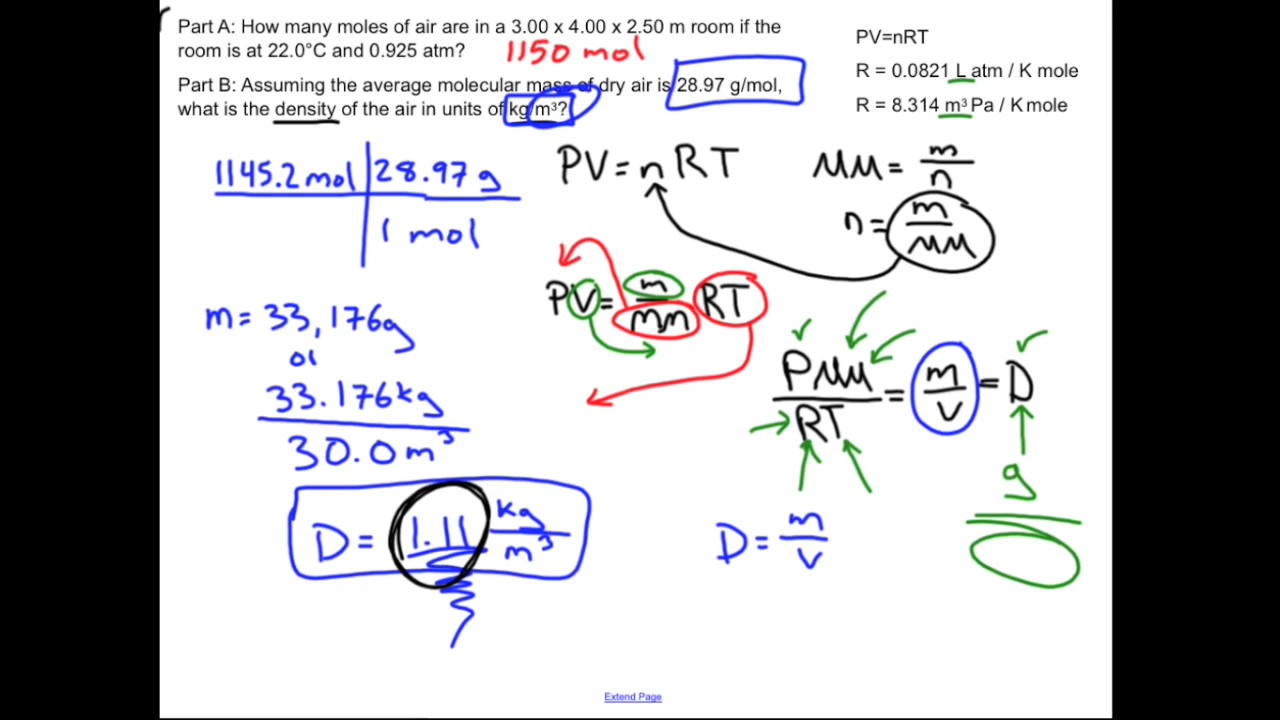 Part A: How many moles of air are in a 3.00 x 4.00 x 2.50 m room if the
room is at 22.0°C and 0.925 atm? 1150 mol
Part B: Assuming the average molecular mass of dry air is 28.97 g/mol,
what is the density of the air in units of kg/m³?
PV=nRT
R = 0.0821 L atm / K mole
R = 8.314 m³ Pa / K mole
1145.2 mol | 28.97 g
1 mol
m = 33,176g
or
33.176kg
30.0 m³
D = 1.11 kg/m³
PV = nRT
MM = m/n
n = m/MM
PV = m/MM RT
PMM/RT = m/V = D
g
D = m/V
Extend Page